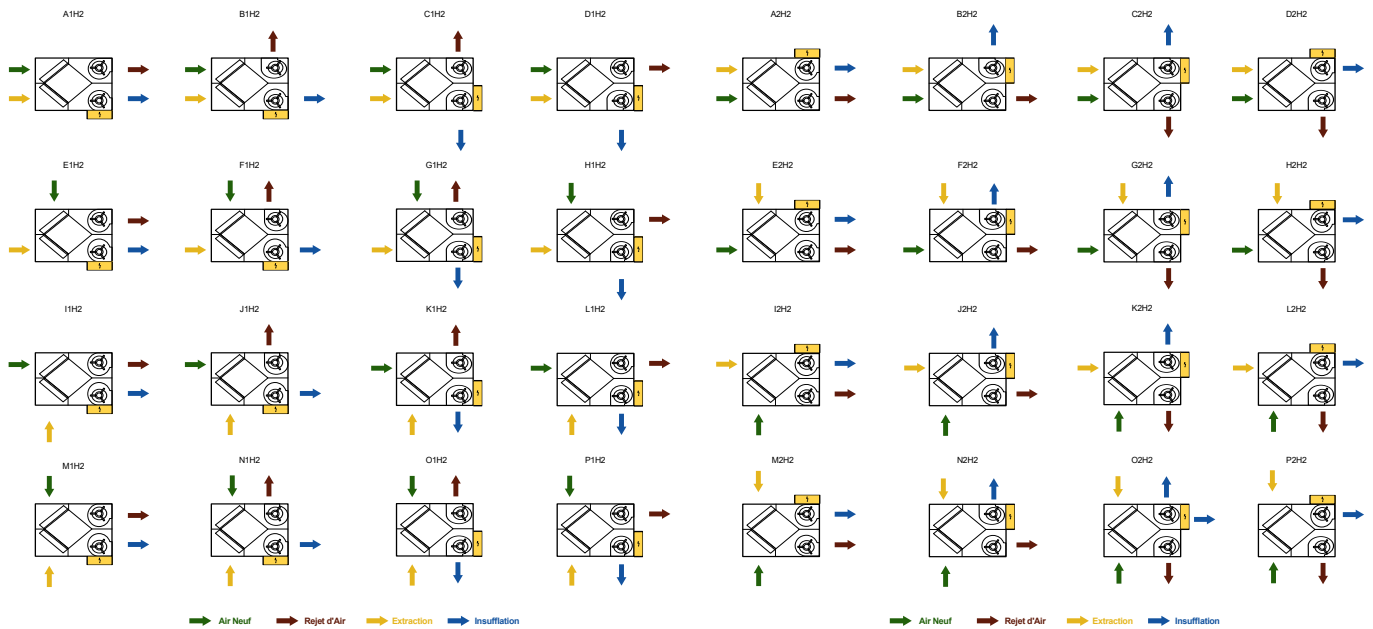 A1H2 B1H2 C1H2 D1H2 A2H2 B2H2 C2H2 D2H2
E1H2 F1H2 G1H2 H1H2 E2H2 F2H2 G2H2 H2H2
I1H2 J1H2 K1H2 L1H2 I2H2 J2H2 K2H2 L2H2
M1H2 N1H2 O1H2 P1H2 M2H2 N2H2 O2H2 P2H2
Air Neuf Rejet d'Air Extraction Insufflation Air Neuf Rejet d'Air Extraction Insufflation